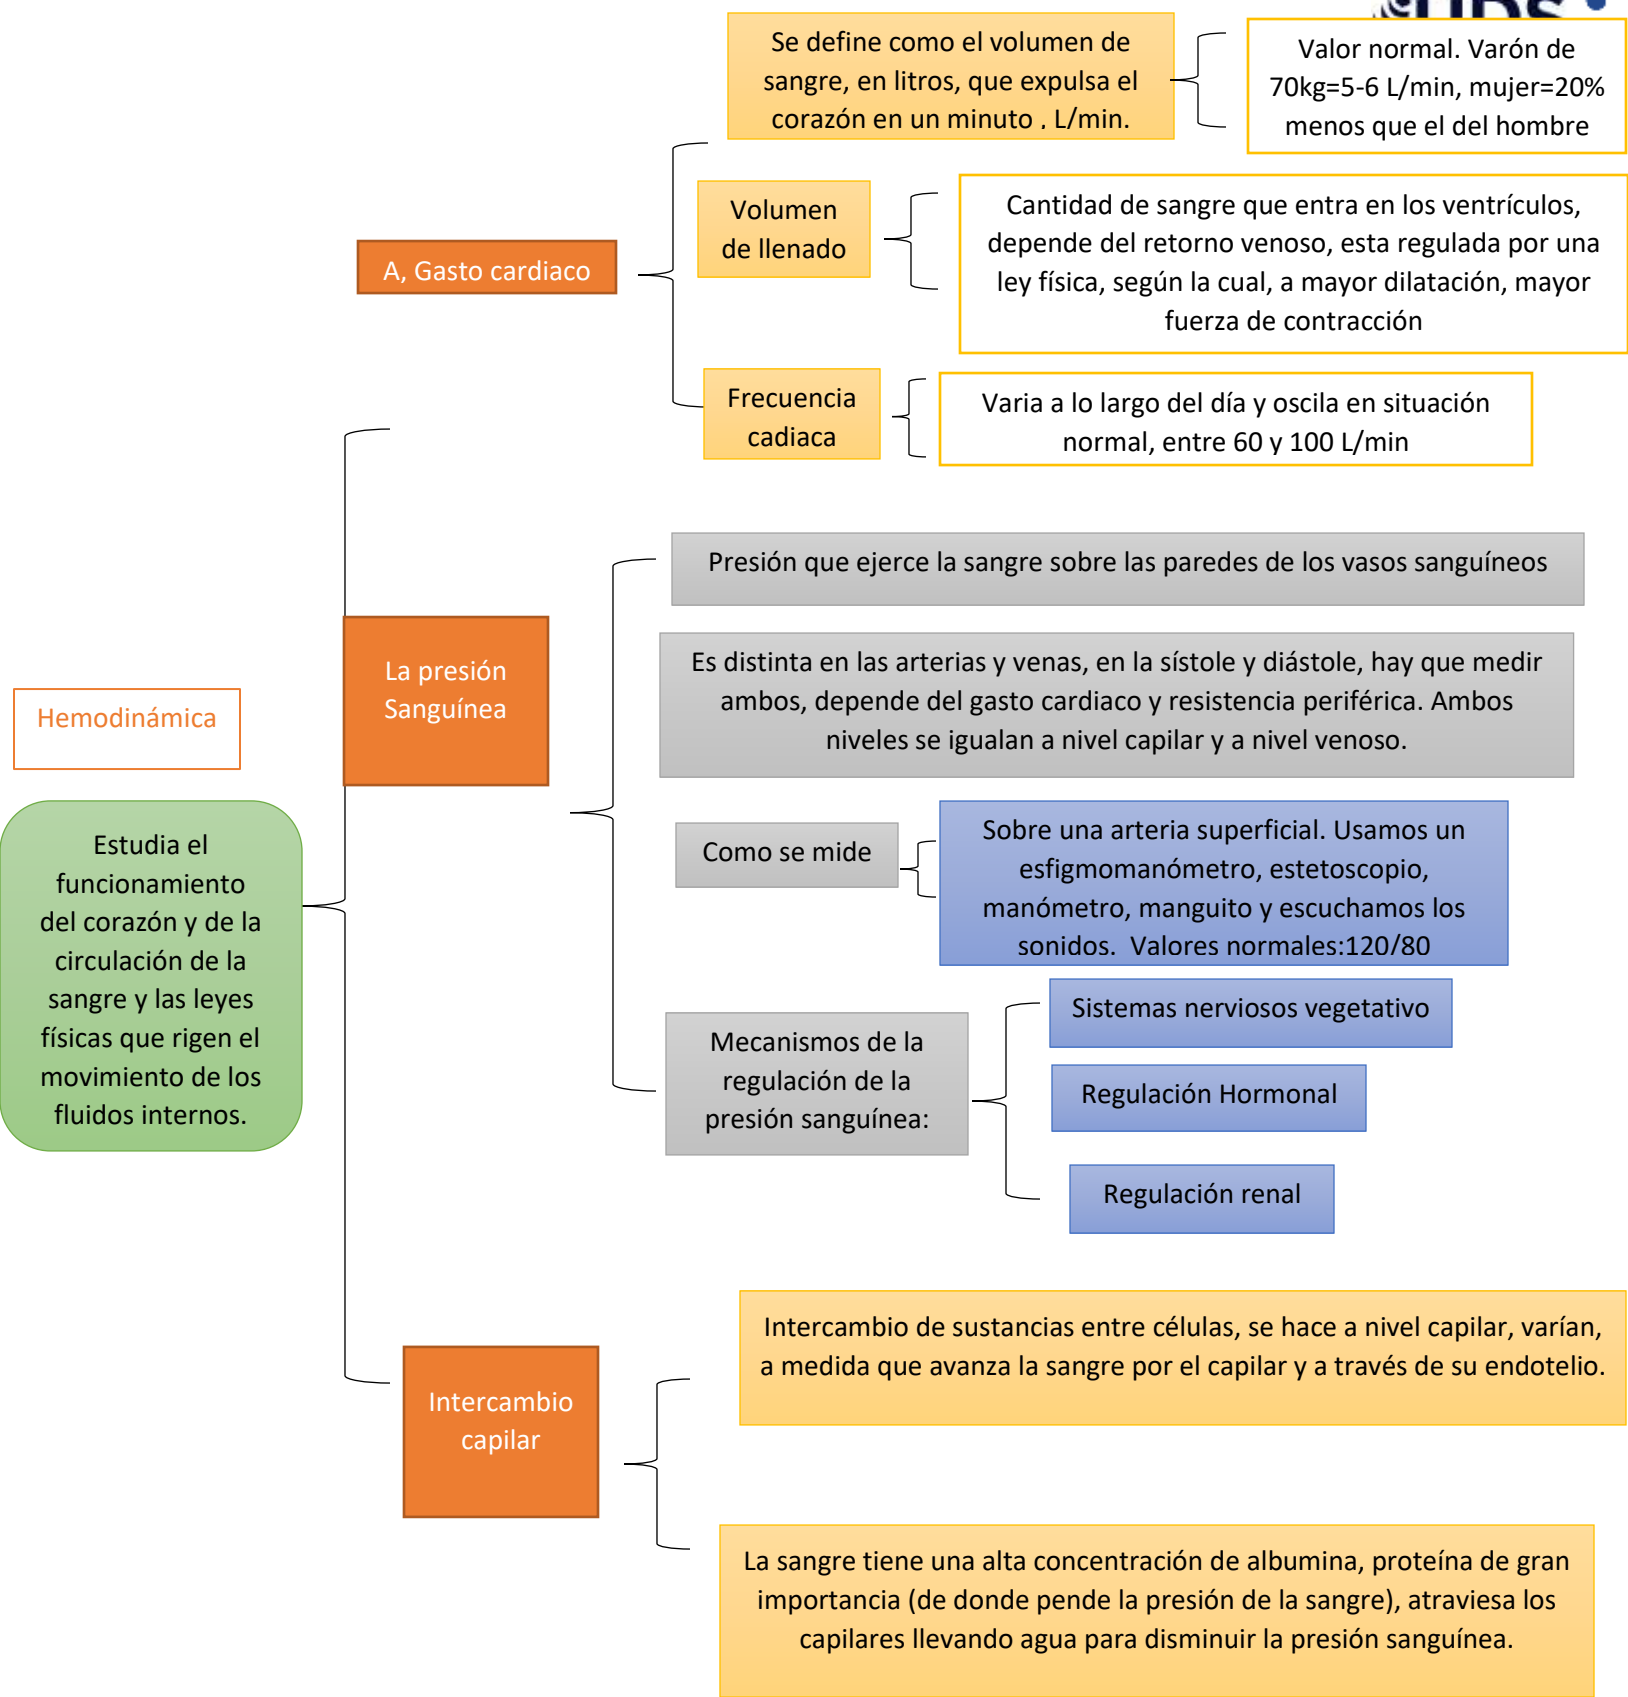 UDS
Se define como el volumen de
sangre, en litros, que expulsa el
corazón en un minuto , L/min.
Valor normal. Varón de
70kg=5-6 L/min, mujer=20%
menos que el del hombre
Volumen
de llenado
Cantidad de sangre que entra en los ventrículos,
depende del retorno venoso, esta regulada por una
ley física, según la cual, a mayor dilatación, mayor
fuerza de contracción
A, Gasto cardiaco
Frecuencia
cadiaca
Varia a lo largo del día y oscila en situación
normal, entre 60 y 100 L/min
Presión que ejerce la sangre sobre las paredes de los vasos sanguíneos
La presión
Sanguínea
Es distinta en las arterias y venas, en la sístole y diástole, hay que medir
ambos, depende del gasto cardiaco y resistencia periférica. Ambos
niveles se igualan a nivel capilar y a nivel venoso.
Hemodinámica
Estudia el
funcionamiento
del corazón y de la
circulación de la
sangre y las leyes
físicas que rigen el
movimiento de los
fluidos internos.
Como se mide
Sobre una arteria superficial. Usamos un
esfigmomanómetro, estetoscopio,
manómetro, manguito y escuchamos los
sonidos. Valores normales:120/80
Mecanismos de la
regulación de la
presión sanguínea:
Sistemas nerviosos vegetativo
Regulación Hormonal
Regulación renal
Intercambio
capilar
Intercambio de sustancias entre células, se hace a nivel capilar, varían,
a medida que avanza la sangre por el capilar y a través de su endotelio.
La sangre tiene una alta concentración de albumina, proteína de gran
importancia (de donde pende la presión de la sangre), atraviesa los
capilares llevando agua para disminuir la presión sanguínea.